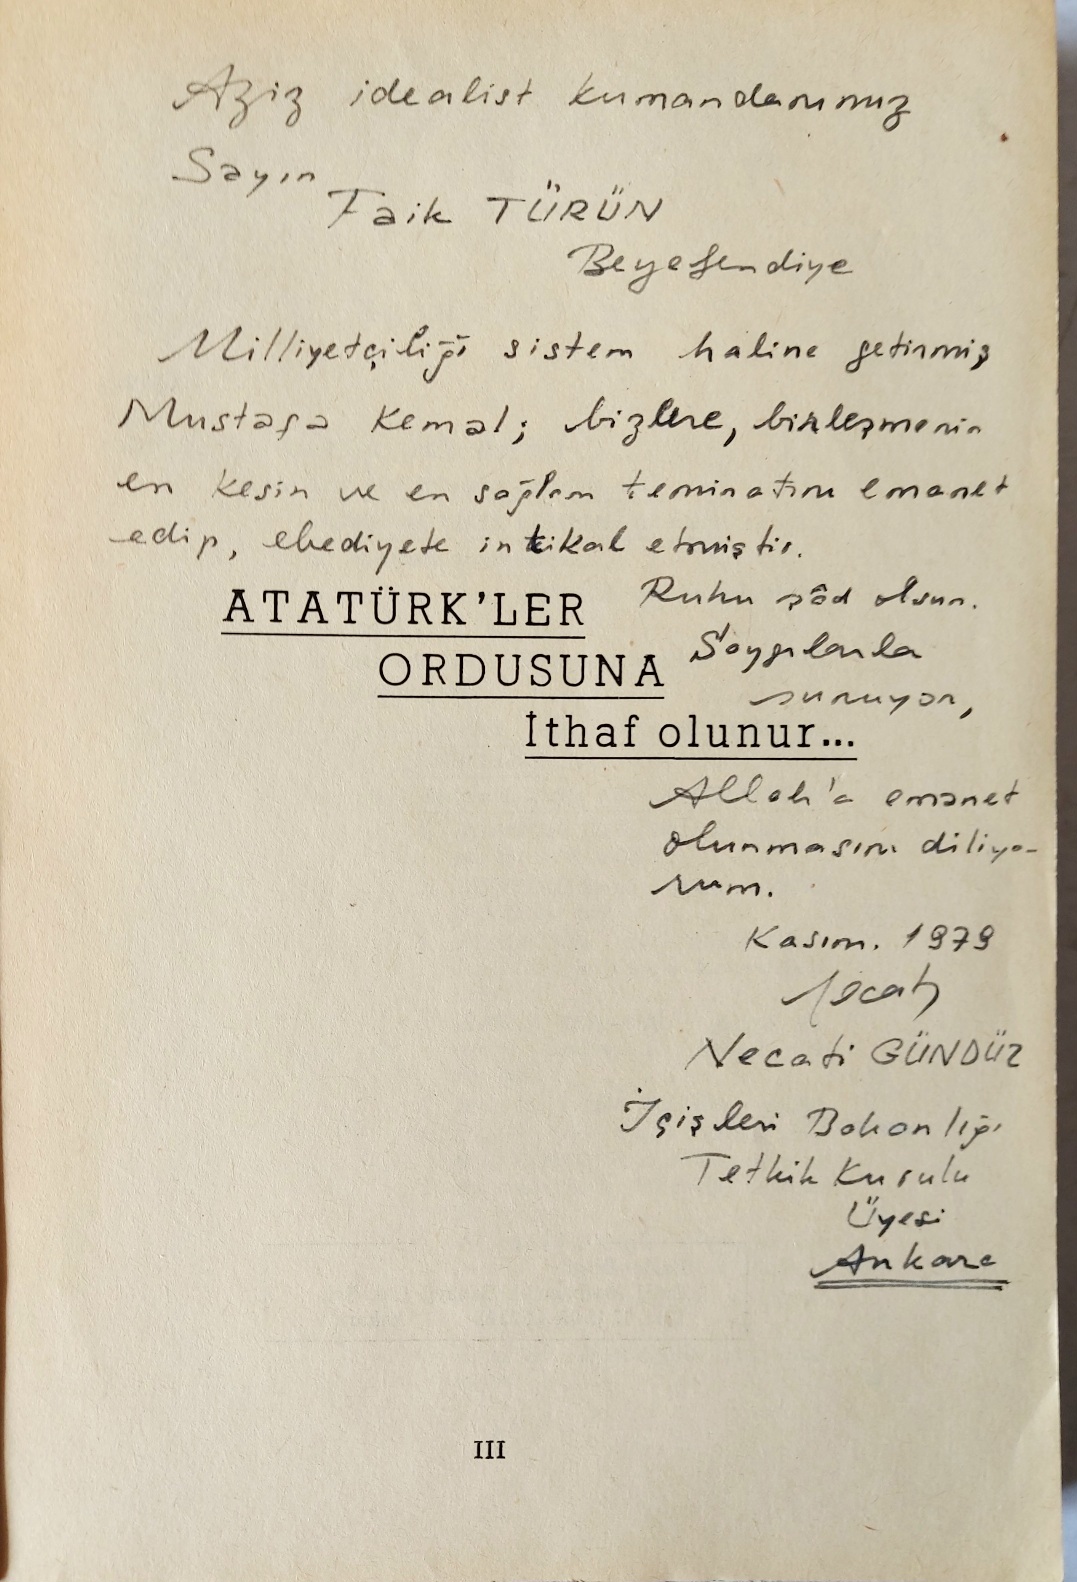 Aziz idealist kumandanımız
Sayın
Faik TÜRÜN
Beyefendiye
Milliyetçiliği sistem haline getirmiş
Mustafa Kemal; bizlere, birleşmenin
en kesin ve en sağlam teminatını emanet
edip, ebediyete intikal etmiştir.
Ruhu şâd olsun.
ATATÜRK'LER
Saygılarla
ORDUSUNA
sunuyor,
İthaf olunur...
Allah'a emanet
olunmasını diliyo-
rum.
Kasım. 1979
Necati
Necati GÜNDÜZ
İçişleri Bakanlığı
Tetkik Kurulu
Üyesi
Ankara
III